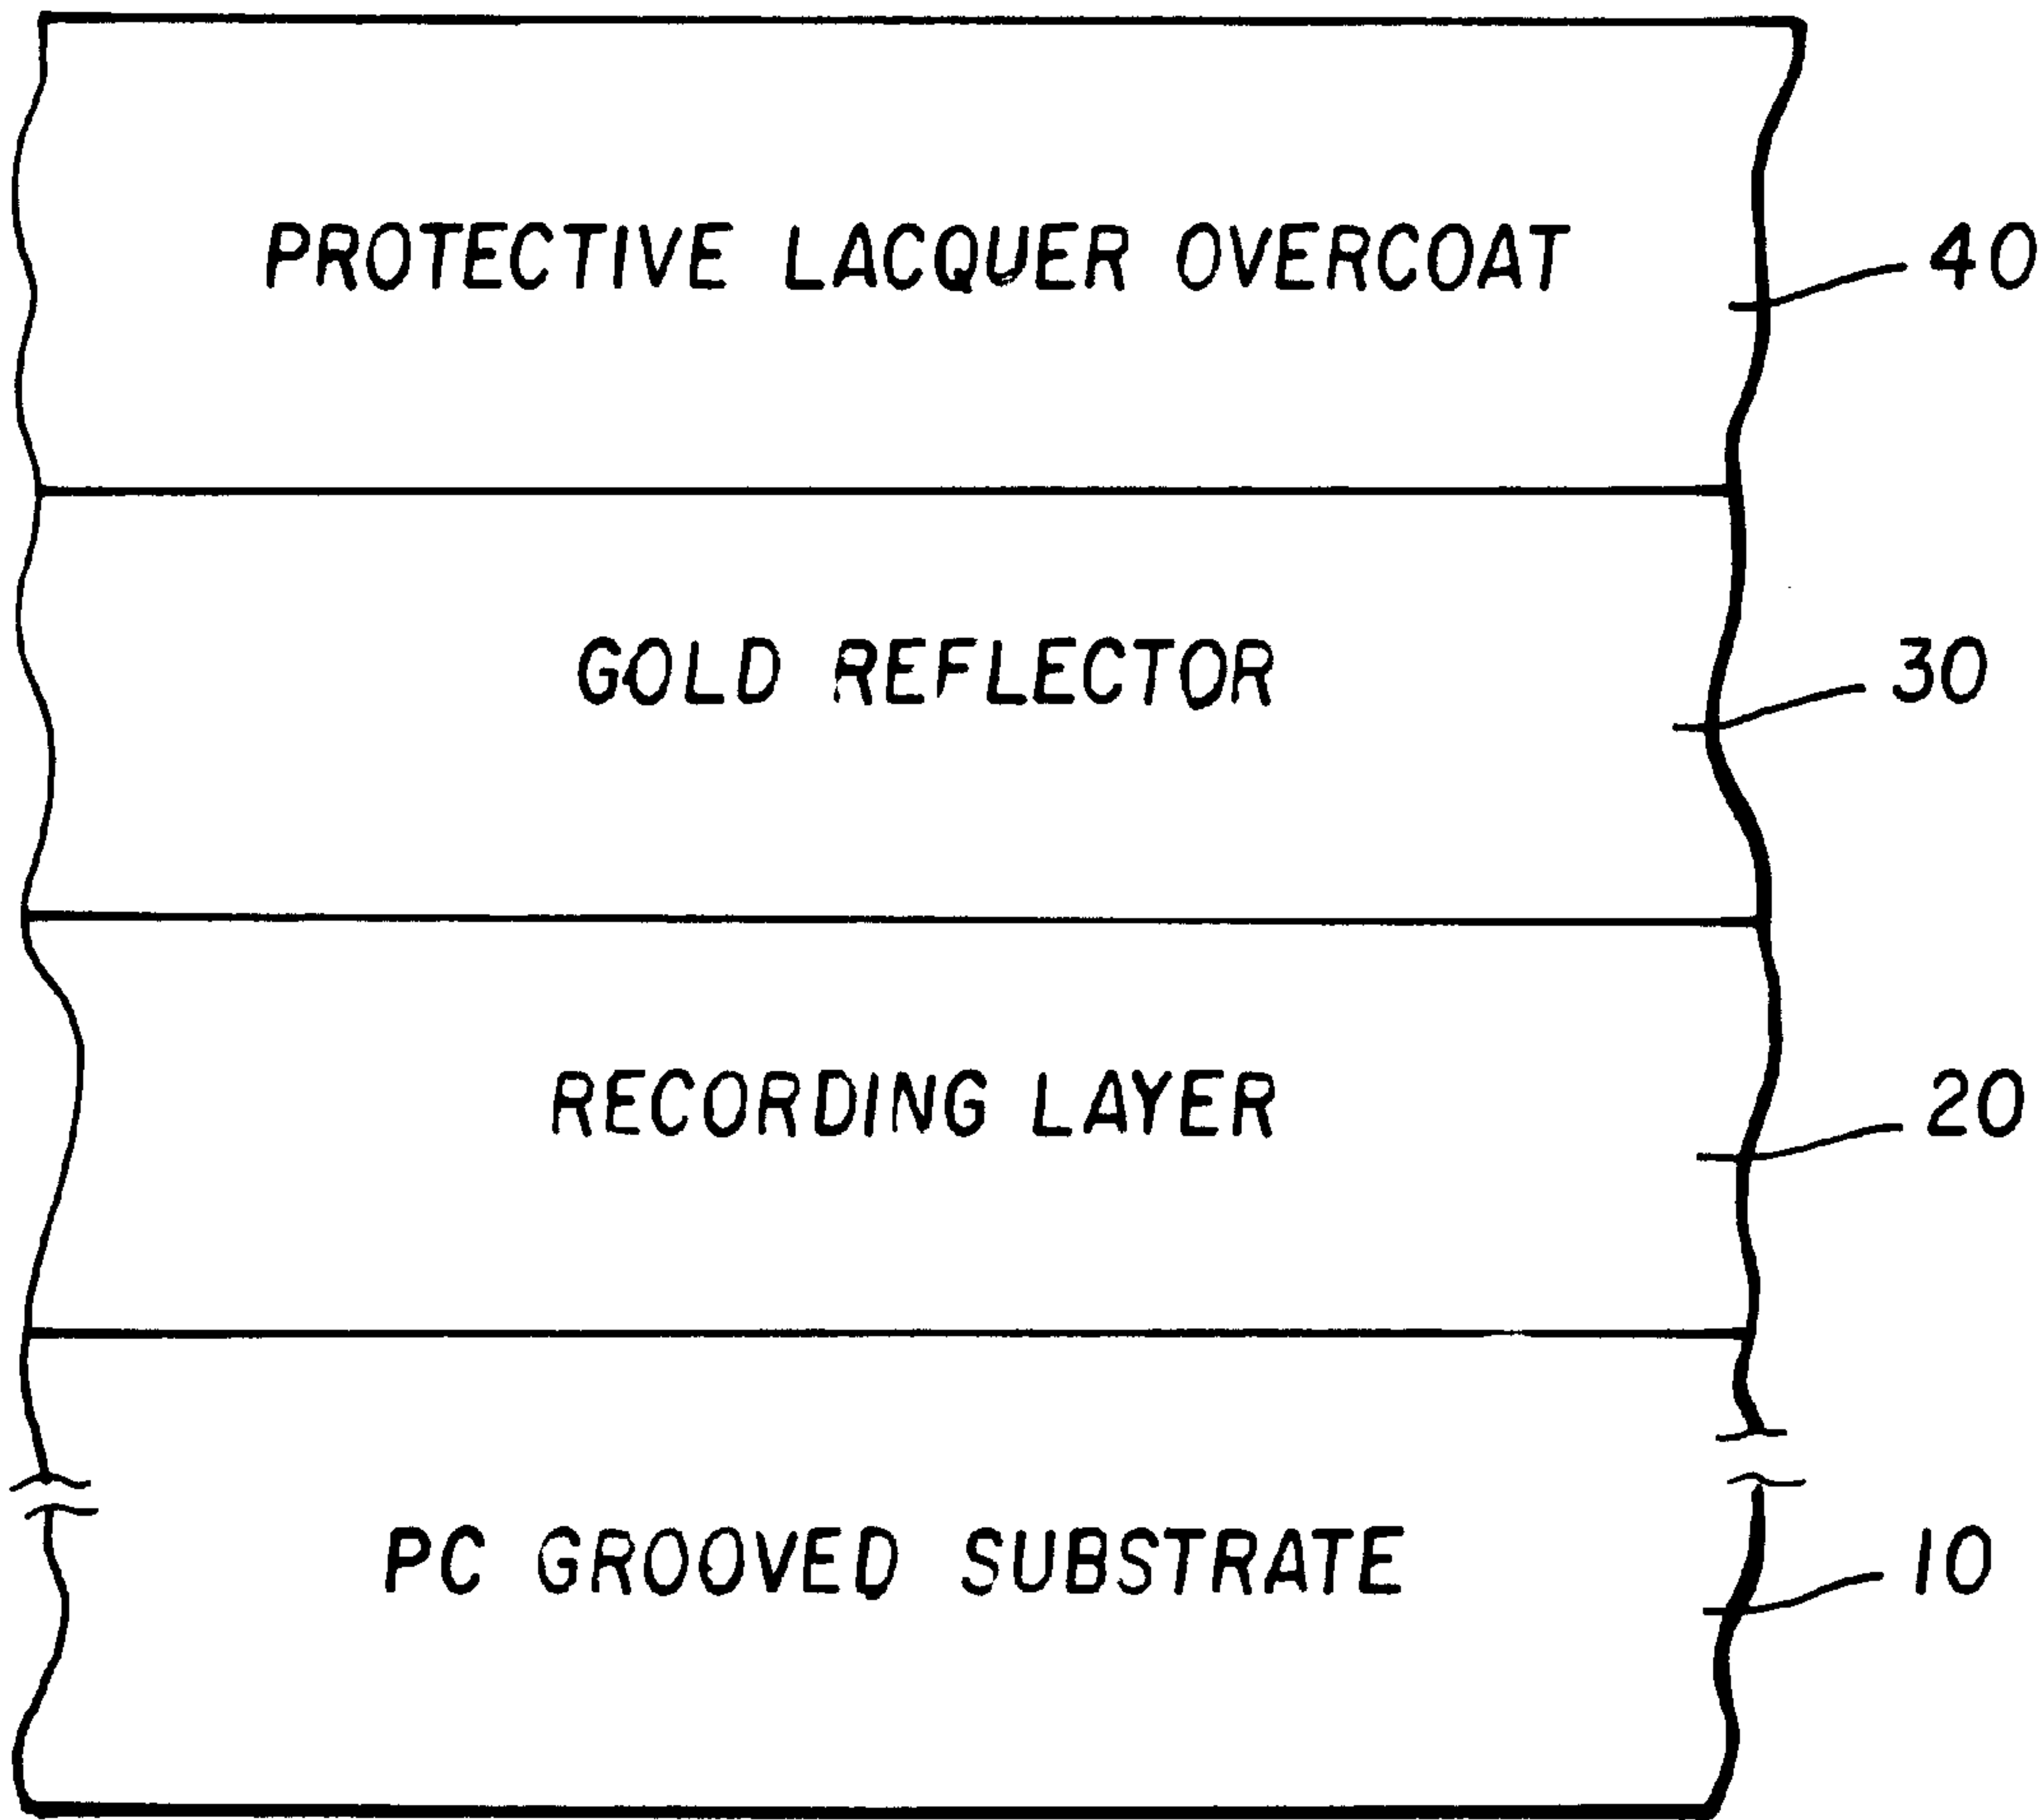 PROTECTIVE LACQUER OVERCOAT
40
GOLD REFLECTOR
30
RECORDING LAYER
20
PC GROOVED SUBSTRATE
10